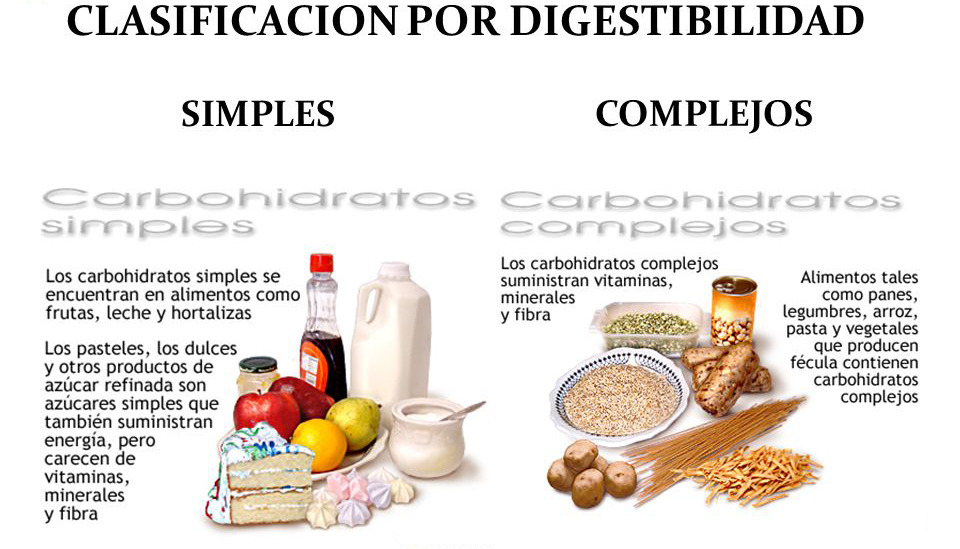 CLASIFICACION POR DIGESTIBILIDAD
SIMPLES
COMPLEJOS
Carbohidratos
simples
Los carbohidratos simples se
encuentran en alimentos como
frutas, leche y hortalizas
Los pasteles, los dulces
y otros productos de
azúcar refinada son
azúcares simples que
también suministran
energía, pero
carecen de
vitaminas,
minerales
y fibra
Carbohidratos
complejos
Los carbohidratos complejos
suministran vitaminas,
minerales
y fibra
Alimentos tales
como panes,
legumbres, arroz,
pasta y vegetales
que producen
fécula contienen
carbohidratos
complejos